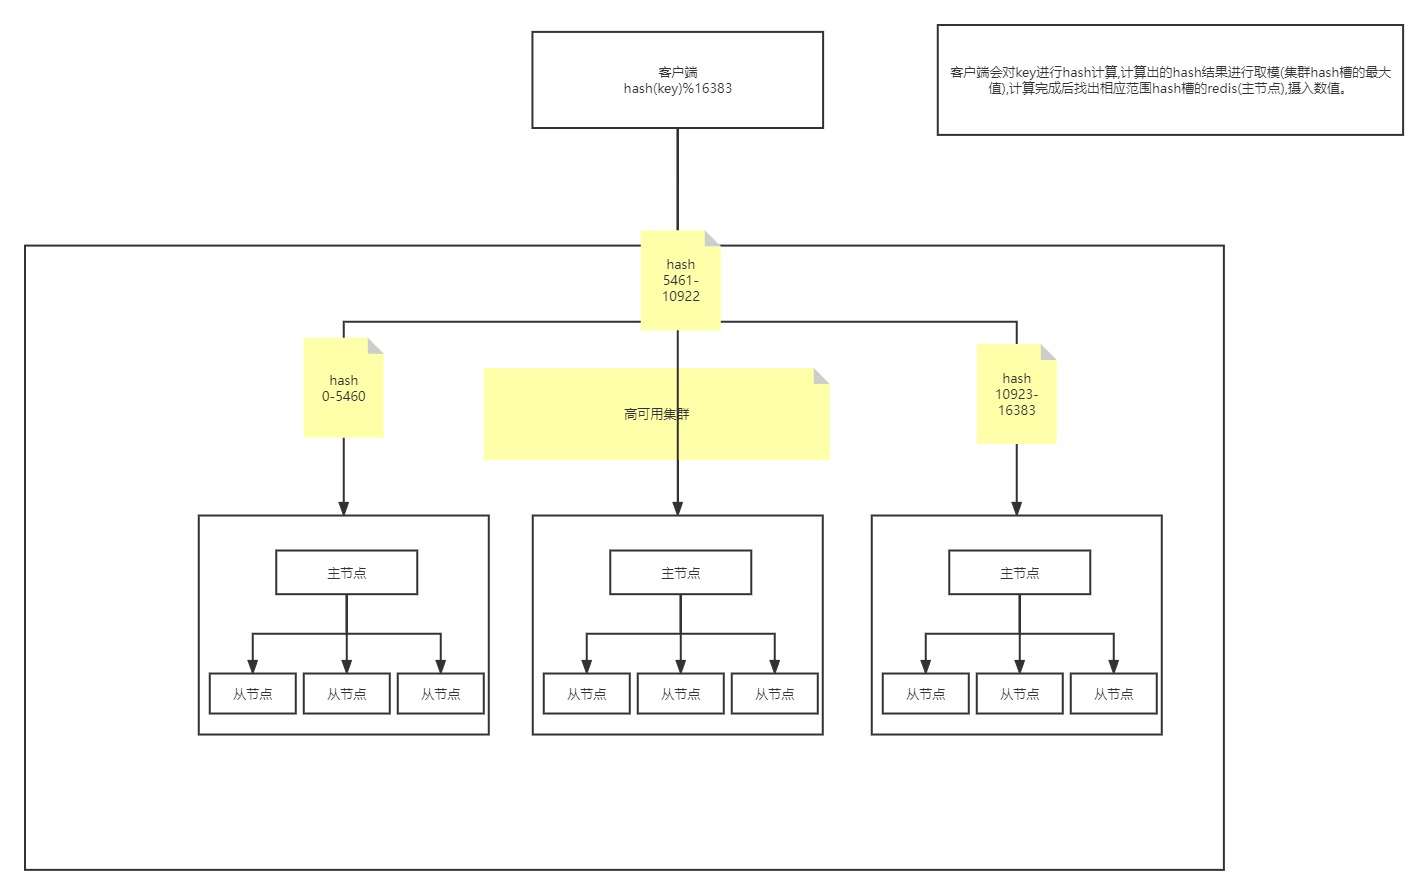 客户端
hash(key)%16383
客户端会对key进行hash计算,计算出的hash结果进行取模(集群hash槽的最大
值),计算完成后找出相应范围hash槽的redis(主节点),摄入数值。
hash
5461-
10922
hash
0-5460
高可用集群
hash
10923-
16383
主节点
主节点
主节点
从节点
从节点
从节点
从节点
从节点
从节点
从节点
从节点
从节点